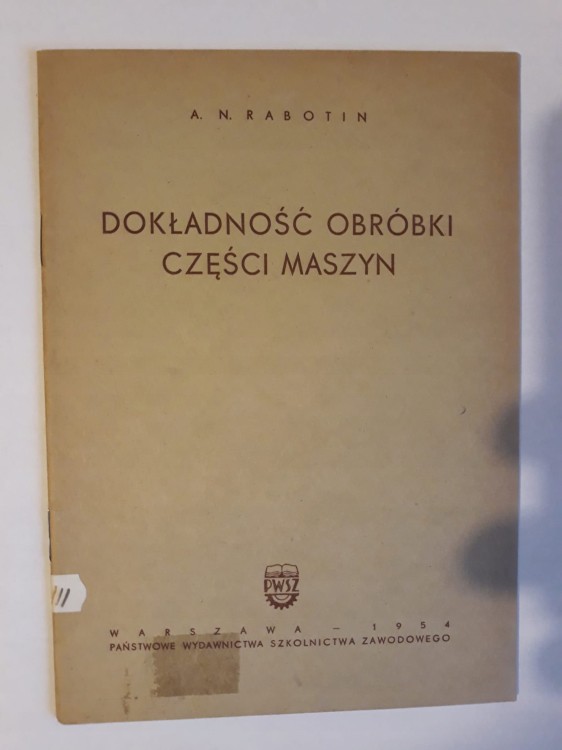 A. N. RABOTIN
DOKŁADNOŚĆ OBRÓBKI
CZĘŚCI MASZYN
PWSZ
WARSZAWA – 1954
PAŃSTWOWE WYDAWNICTWA SZKOLNICTWA ZAWODOWEGO